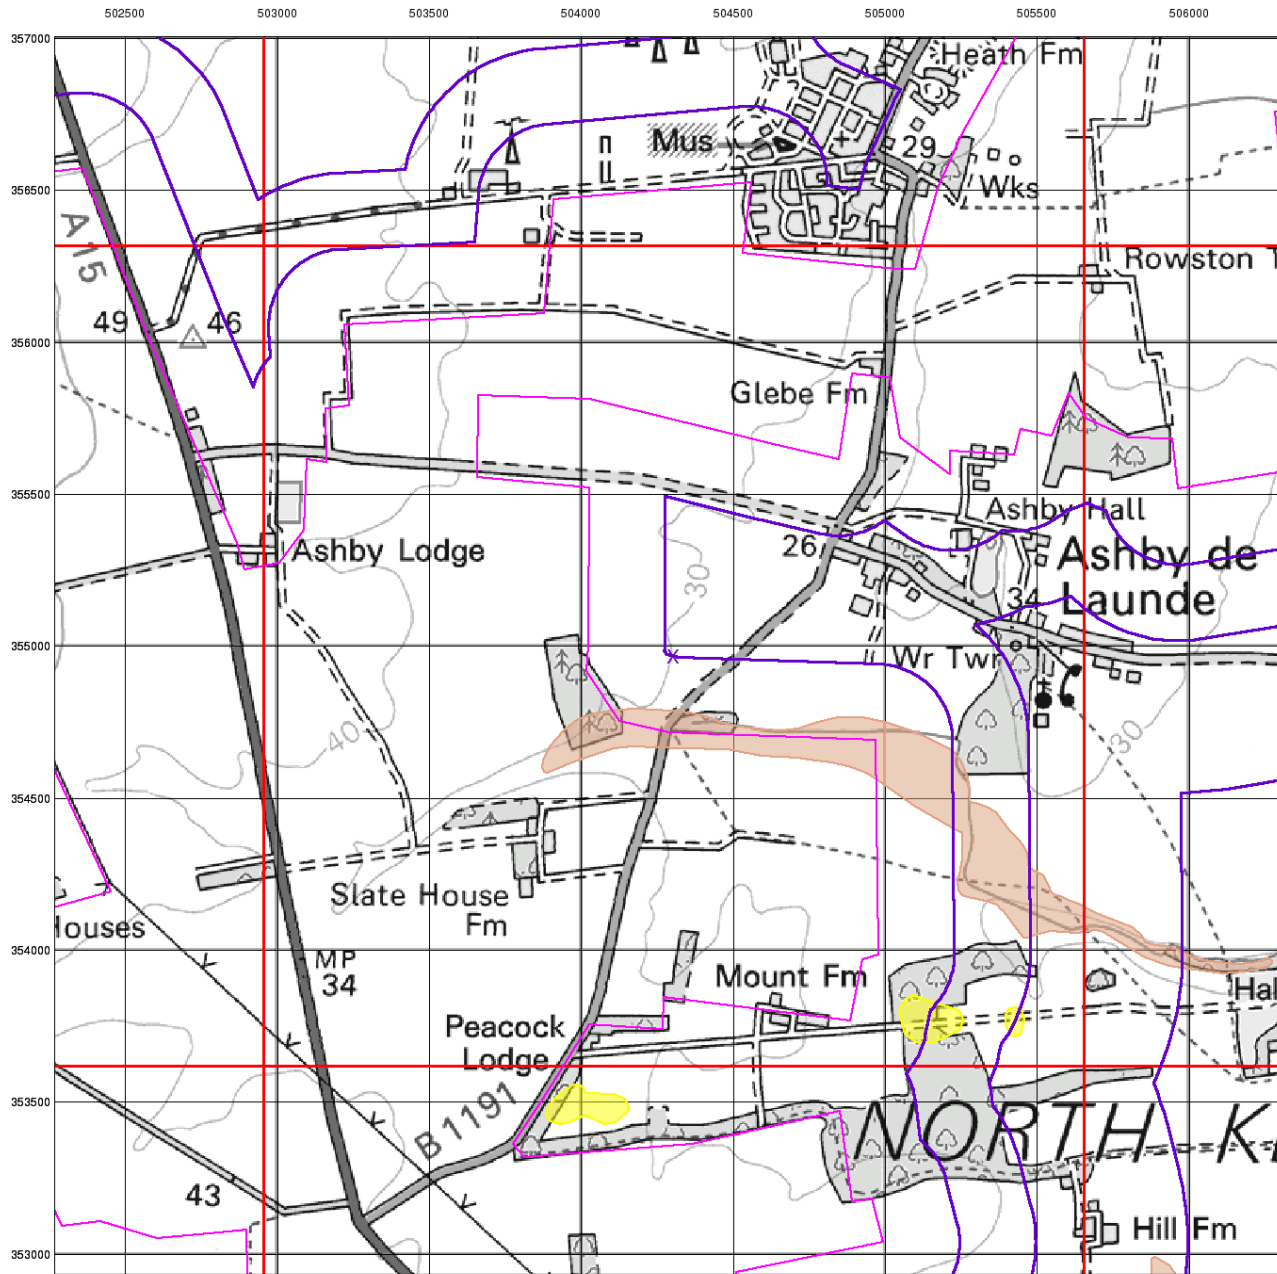 502500 503000 503500 504000 504500 505000 505500 506000
357000
Heath Fm
Mus
29
356500
Wks
A 15
Rowston T
49
46
356000
Glebe Fm
355500
Ashby Hall
26
Ashby Lodge
Ashby de
Launde
30
34
355000
Wr Twr
40
30
354500
Slate House
Fm
Houses
354000
MP
34
Mount Fm
Hal
Peacock
Lodge
353500
B 1191
NORTH K
43
Hill Fm
353000